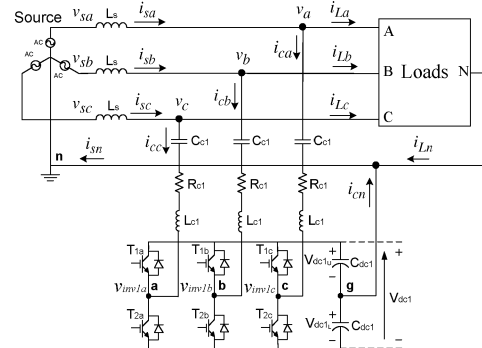 Source v_sa L_s i_sa v_a i_La A
AC i_ca
AC AC v_sb L_s i_sb v_b i_Lb B Loads N
i_cb
v_sc L_s i_sc v_c i_Lc C
i_cc C_c1 C_c1 C_c1
n i_sn i_Ln
R_c1 R_c1 R_c1 i_cn
L_c1 L_c1 L_c1
T_1a T_1b T_1c V_dc1U + − C_dc1 +
v_inv1a a v_inv1b b v_inv1c c g V_dc1
T_2a T_2b T_2c V_dc1L + − C_dc1 −